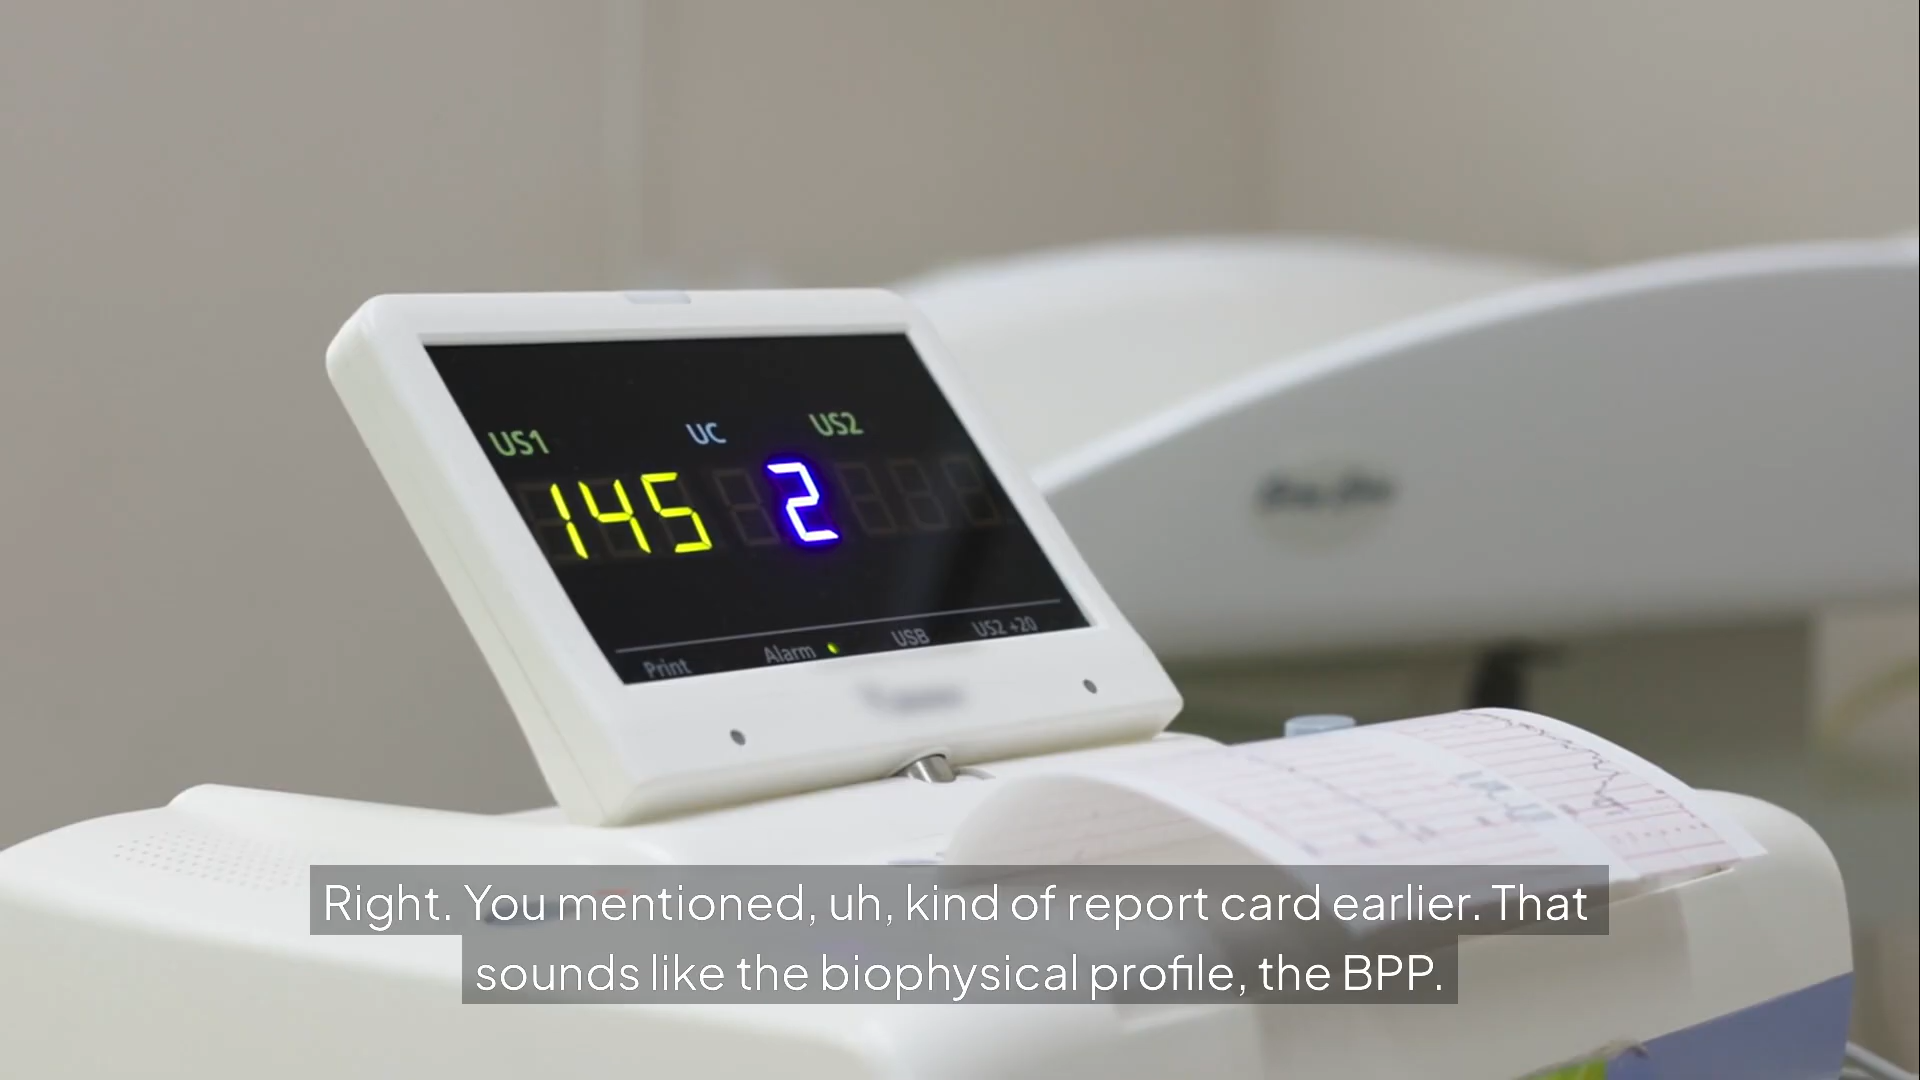 US1 UC US2
145 2
Print Alarm USB US2 +20
Right. You mentioned, uh, kind of report card earlier. That
sounds like the biophysical profile, the BPP.